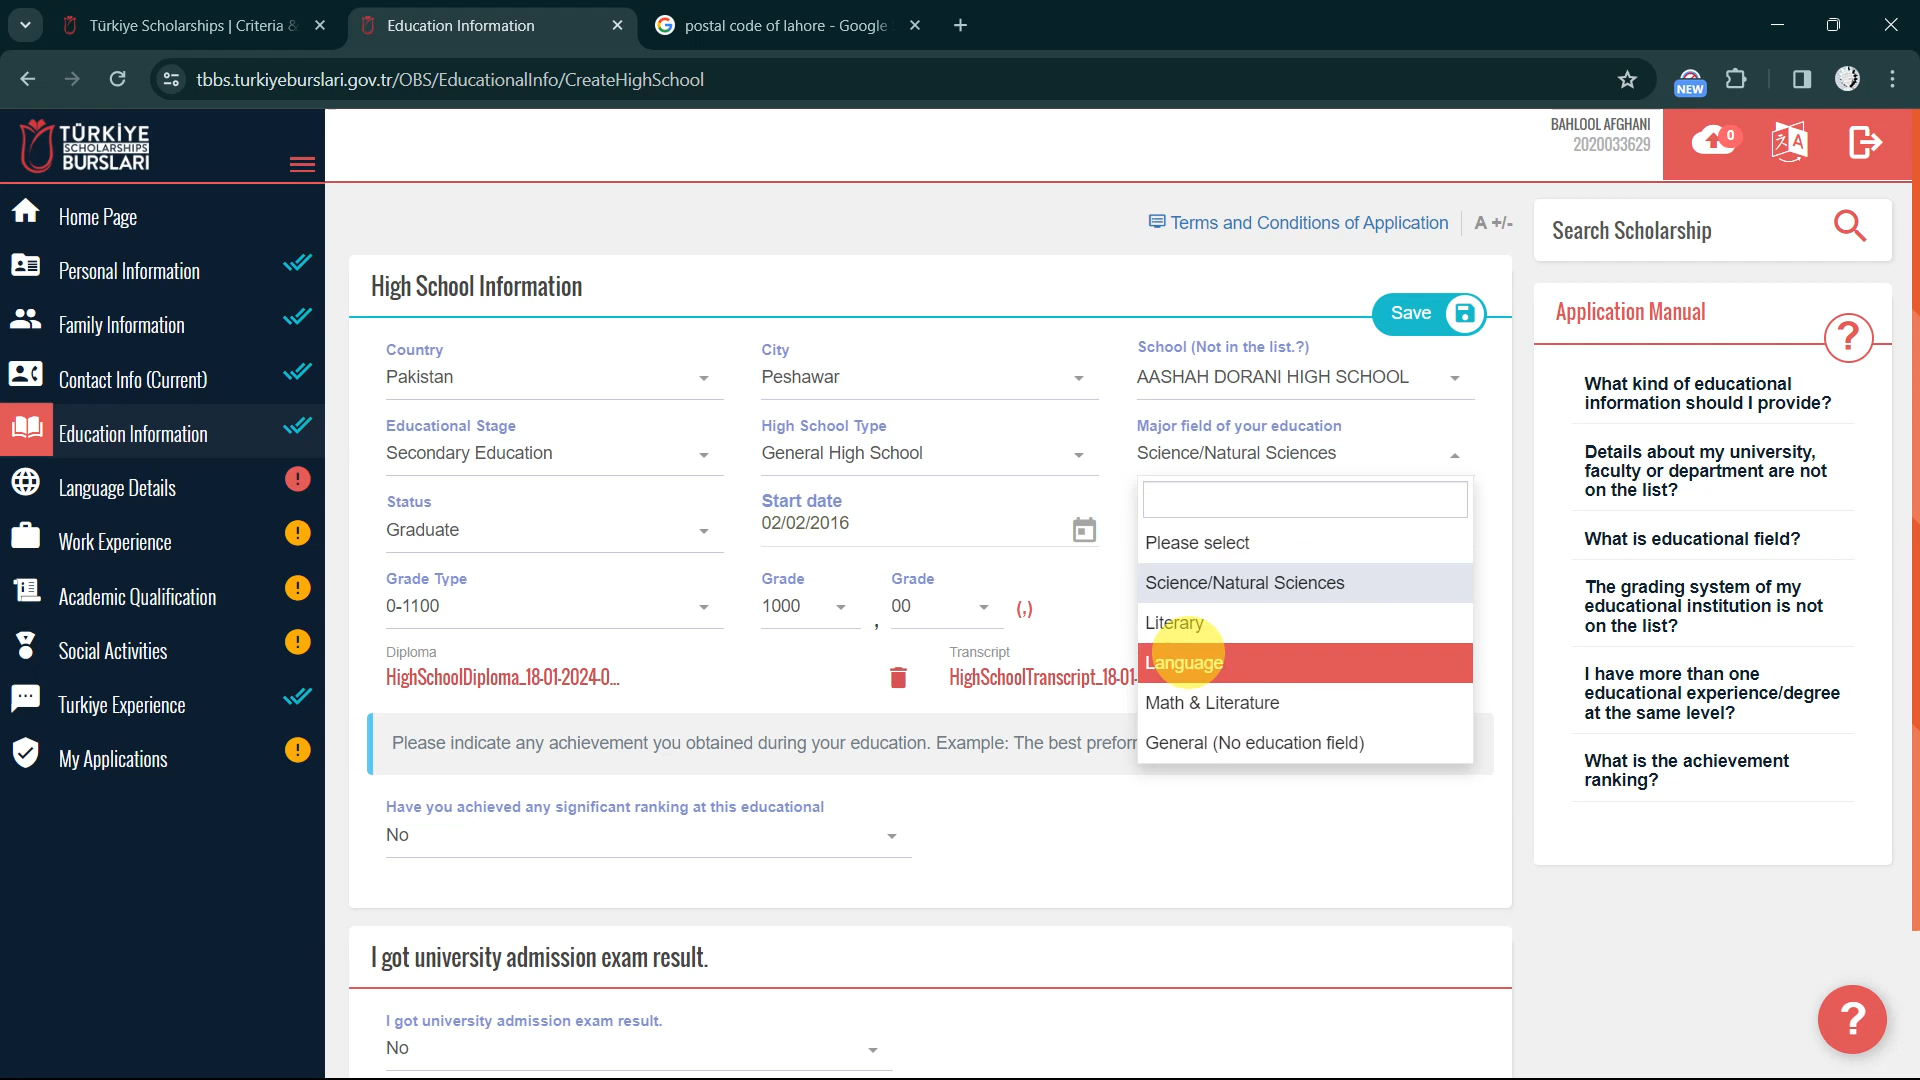 Türkiye Scholarships | Criteria &
Education Information
postal code of lahore - Google
tbbs.turkiyeburslari.gov.tr/OBS/EducationalInfo/CreateHighSchool
NEW
TÜRKİYE
SCHOLARSHIPS
BURSLARI
BAHLOOL AFGHANI
2020033629
0
A
Home Page
Personal Information
Family Information
Contact Info (Current)
Education Information
Language Details
Work Experience
Academic Qualification
Social Activities
Turkiye Experience
My Applications
Terms and Conditions of Application
A +/-
High School Information
Save
Country
Pakistan
City
Peshawar
School (Not in the list.?)
AASHAH DORANI HIGH SCHOOL
Educational Stage
Secondary Education
High School Type
General High School
Major field of your education
Science/Natural Sciences
Status
Graduate
Start date
02/02/2016
Please select
Science/Natural Sciences
Literary
Language
Math & Literature
General (No education field)
Grade Type
0-1100
Grade
1000
,
Grade
00
(,)
Diploma
HighSchoolDiploma_18-01-2024-0...
Transcript
HighSchoolTranscript_18-01-
Please indicate any achievement you obtained during your education. Example: The best prefor
Have you achieved any significant ranking at this educational
No
I got university admission exam result.
I got university admission exam result.
No
Search Scholarship
Application Manual
?
What kind of educational
information should I provide?
Details about my university,
faculty or department are not
on the list?
What is educational field?
The grading system of my
educational institution is not
on the list?
I have more than one
educational experience/degree
at the same level?
What is the achievement
ranking?
?